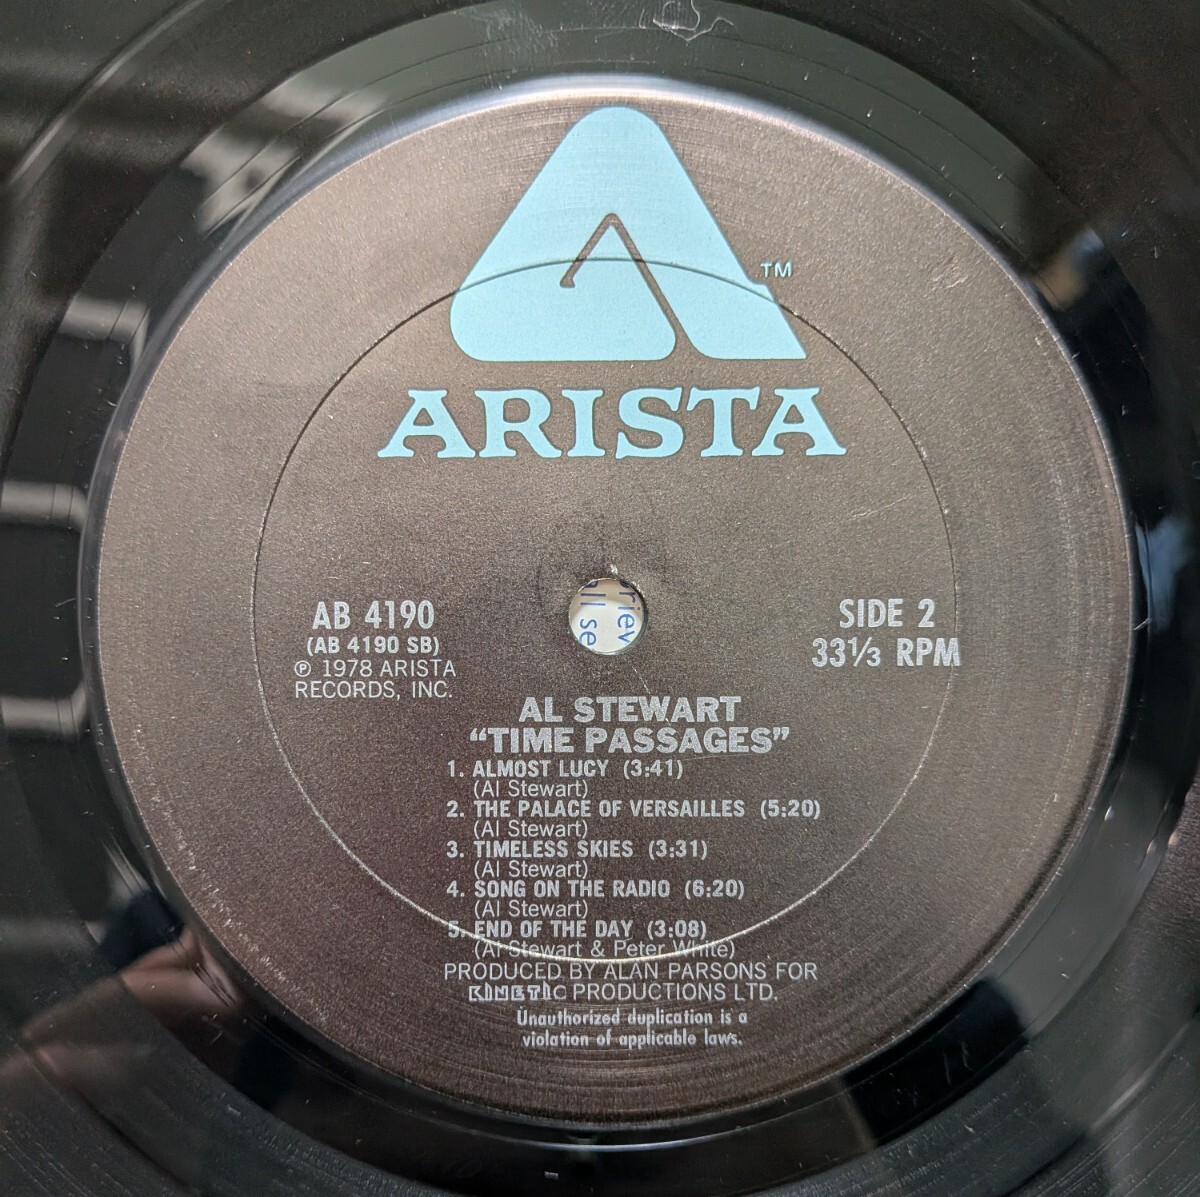 TM
ARISTA
AB 4190
(AB 4190 SB)
℗ 1978 ARISTA
RECORDS, INC.
SIDE 2
33⅓ RPM
all se
AL STEWART
"TIME PASSAGES"
1. ALMOST LUCY (3:41)
(Al Stewart)
2. THE PALACE OF VERSAILLES (5:20)
(Al Stewart)
3. TIMELESS SKIES (3:31)
(Al Stewart)
4. SONG ON THE RADIO (6:20)
(Al Stewart)
5. END OF THE DAY (3:08)
(Al Stewart & Peter White)
PRODUCED BY ALAN PARSONS FOR
KINETIC PRODUCTIONS LTD.
Unauthorized duplication is a
violation of applicable laws.